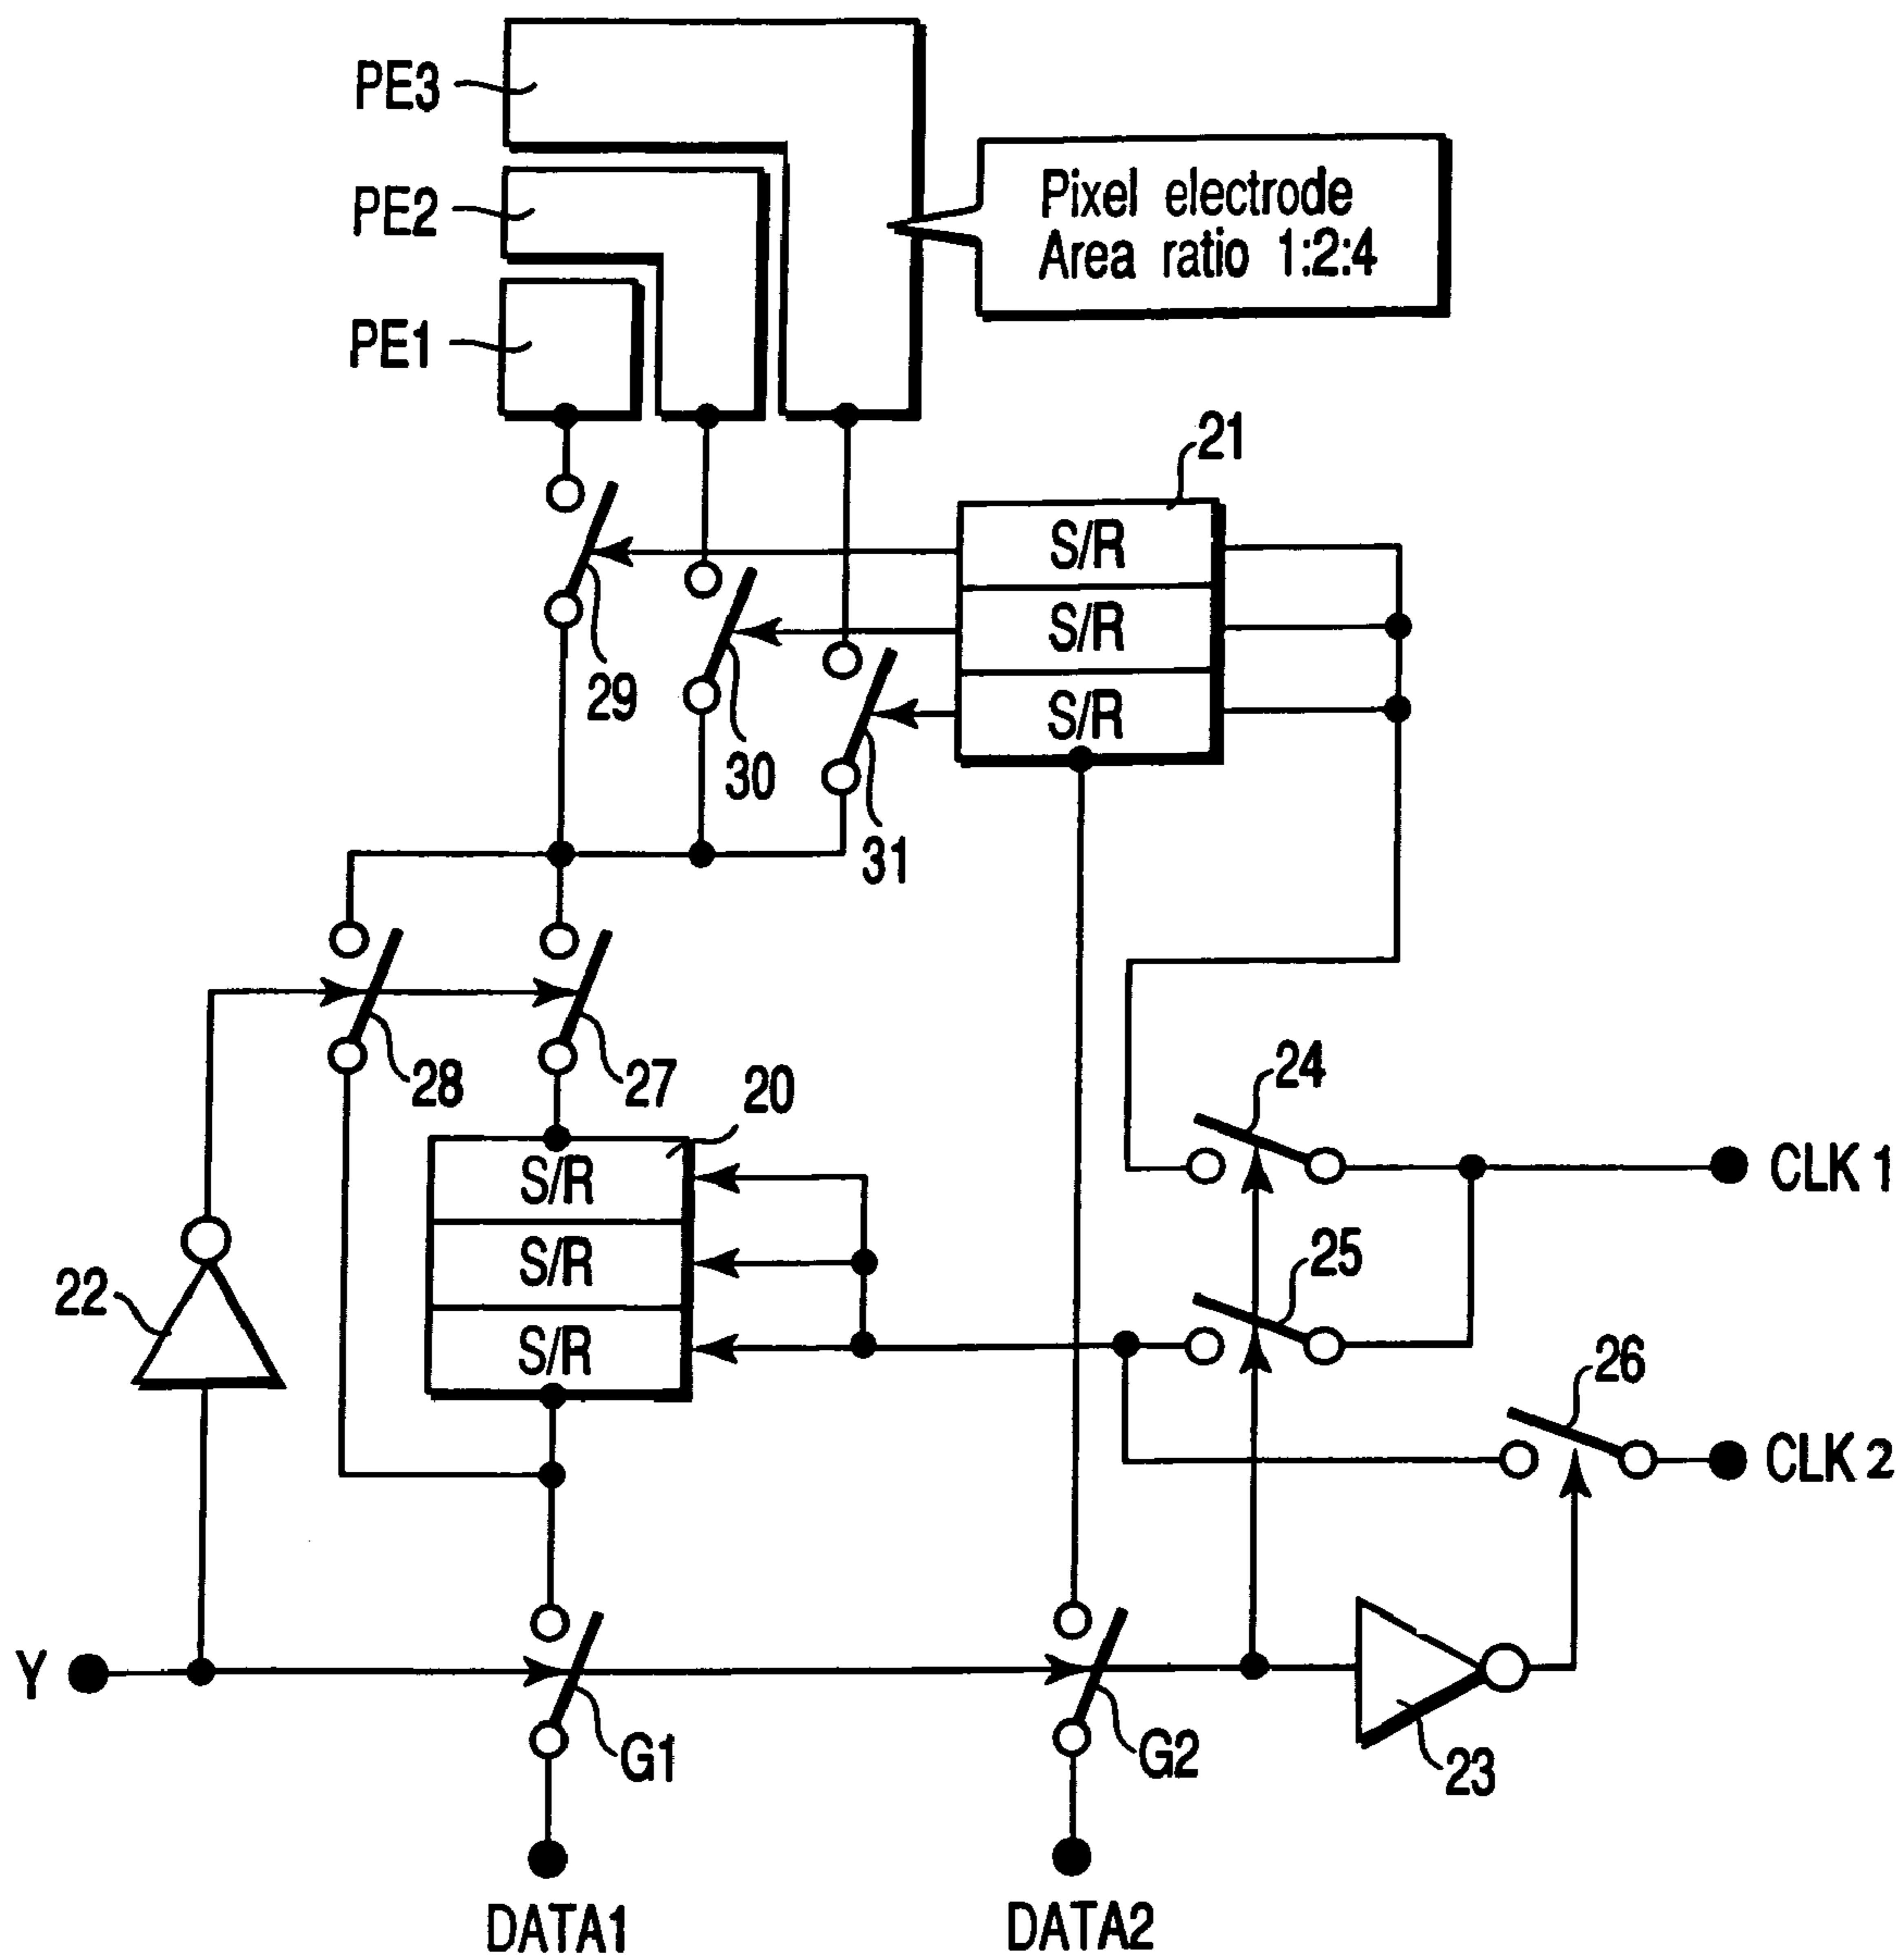 PE3
PE2
PE1
Pixel electrode
Area ratio 1:2:4
21
S/R
S/R
S/R
29
30
31
28
27
20
24
CLK 1
S/R
S/R
S/R
22
25
26
CLK 2
Y
G1
G2
23
DATA1
DATA2